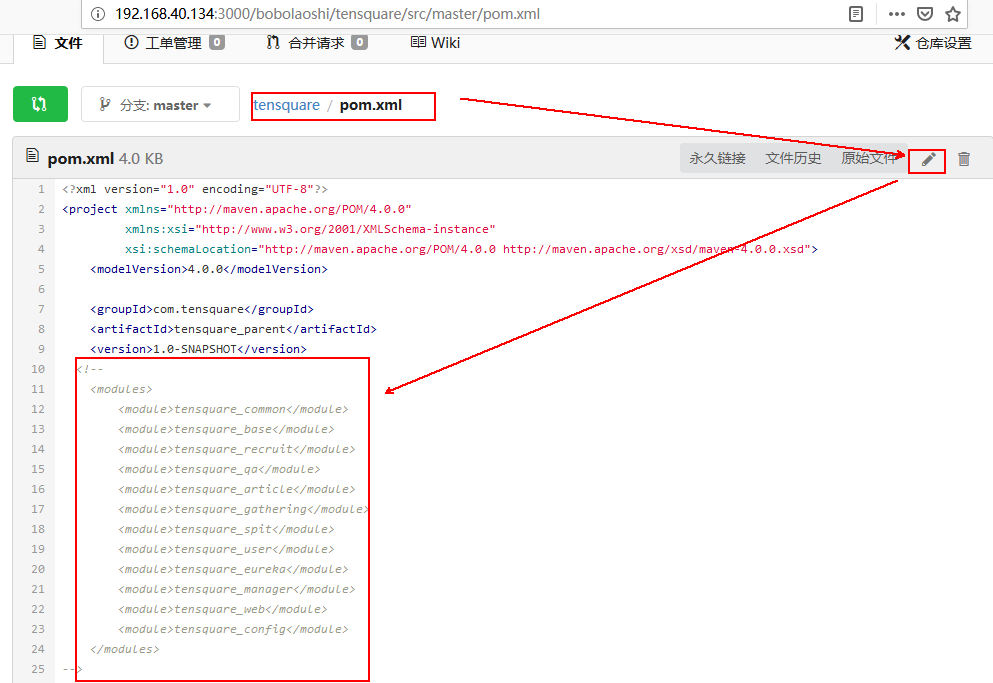 192.168.40.134:3000/bobolaoshi/tensquare/src/master/pom.xml
文件 工单管理 0 合并请求 0 Wiki 仓库设置
分支: master tensquare / pom.xml
pom.xml 4.0 KB 永久链接 文件历史 原始文件
1 <?xml version="1.0" encoding="UTF-8"?>
2 <project xmlns="http://maven.apache.org/POM/4.0.0"
3 xmlns:xsi="http://www.w3.org/2001/XMLSchema-instance"
4 xsi:schemaLocation="http://maven.apache.org/POM/4.0.0 http://maven.apache.org/xsd/maven-4.0.0.xsd">
5 <modelVersion>4.0.0</modelVersion>
6
7 <groupId>com.tensquare</groupId>
8 <artifactId>tensquare_parent</artifactId>
9 <version>1.0-SNAPSHOT</version>
10 <!--
11 <modules>
12 <module>tensquare_common</module>
13 <module>tensquare_base</module>
14 <module>tensquare_recruit</module>
15 <module>tensquare_qa</module>
16 <module>tensquare_article</module>
17 <module>tensquare_gathering</module>
18 <module>tensquare_spit</module>
19 <module>tensquare_user</module>
20 <module>tensquare_eureka</module>
21 <module>tensquare_manager</module>
22 <module>tensquare_web</module>
23 <module>tensquare_config</module>
24 </modules>
25 -->